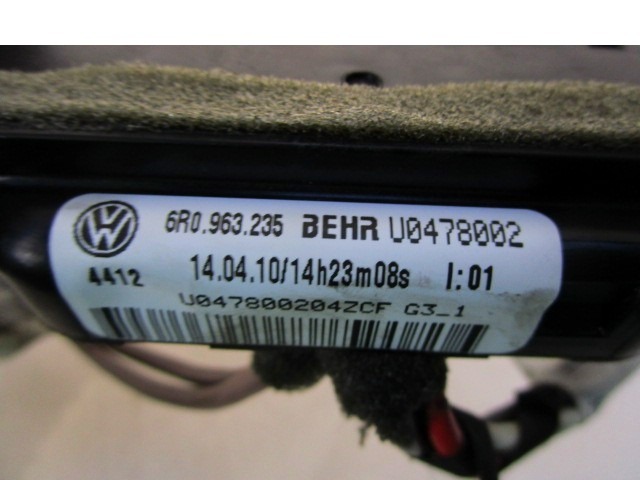 6R0.963.235 BEHR U0478002
4412 14.04.10/14h23m08s I:01
U047800204ZCF G3_1